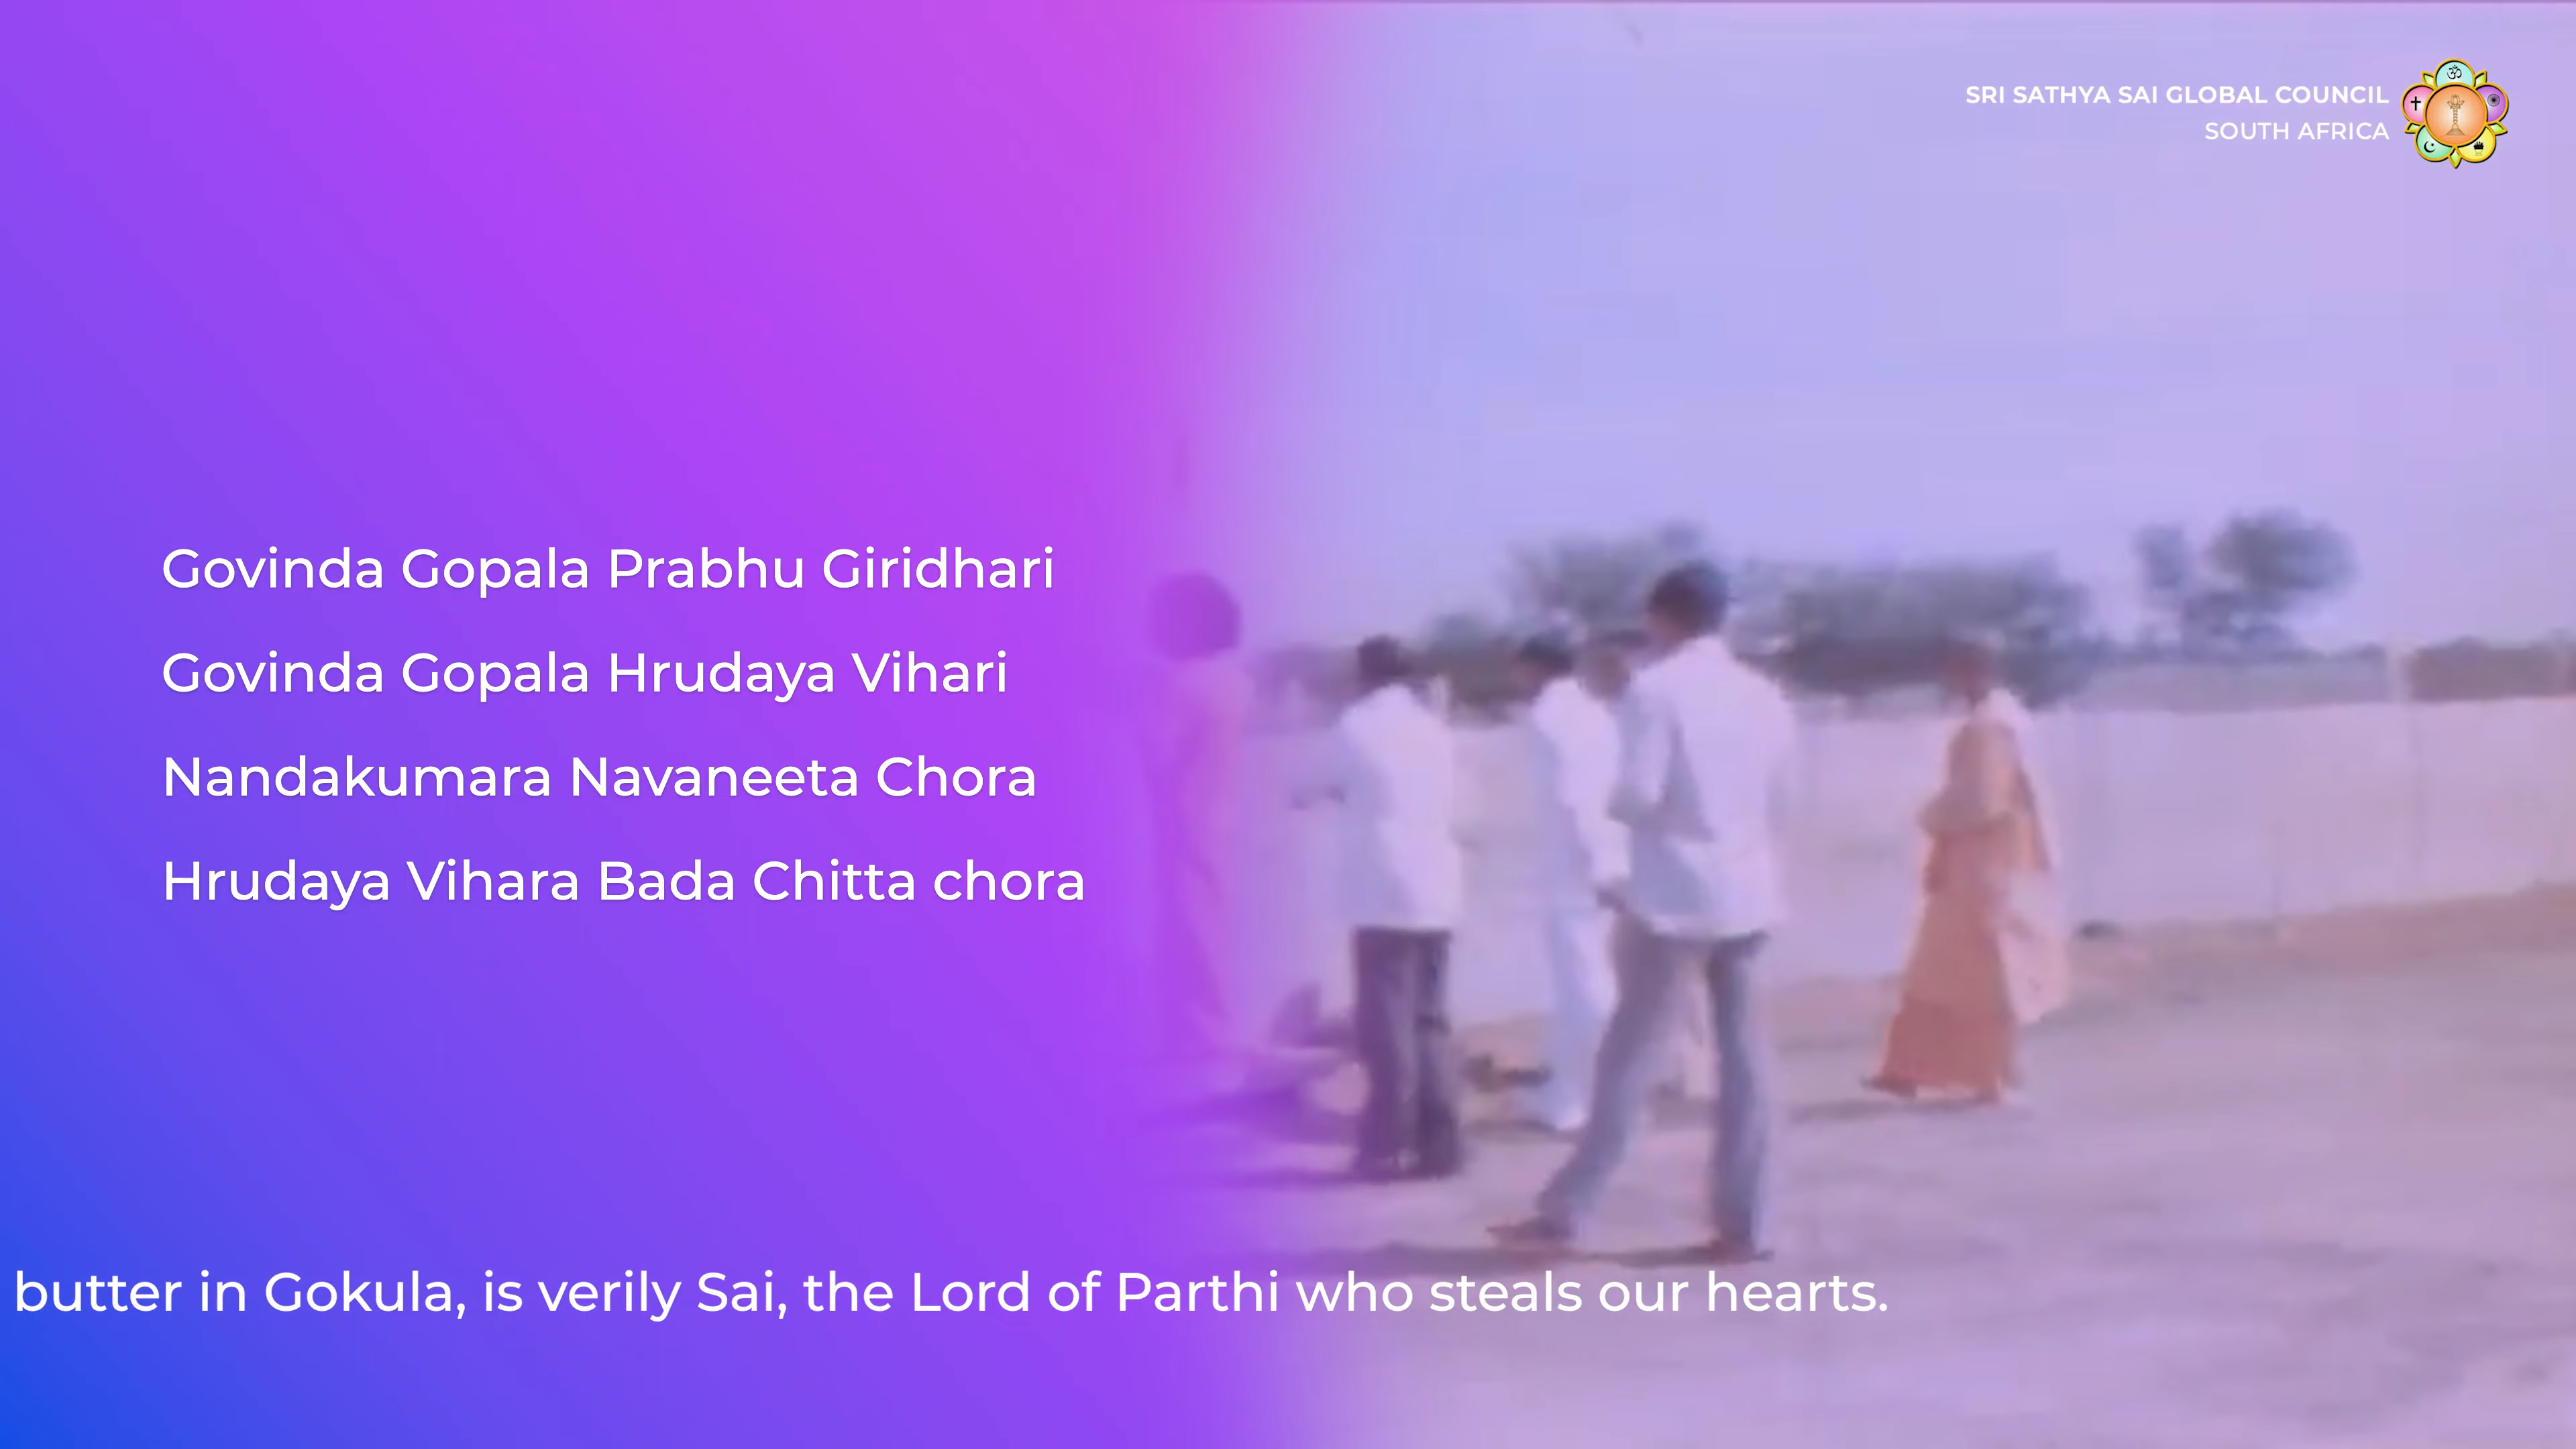 SRI SATHYA SAI GLOBAL COUNCIL
SOUTH AFRICA
Govinda Gopala Prabhu Giridhari
Govinda Gopala Hrudaya Vihari
Nandakumara Navaneeta Chora
Hrudaya Vihara Bada Chitta chora
butter in Gokula, is verily Sai, the Lord of Parthi who steals our hearts.